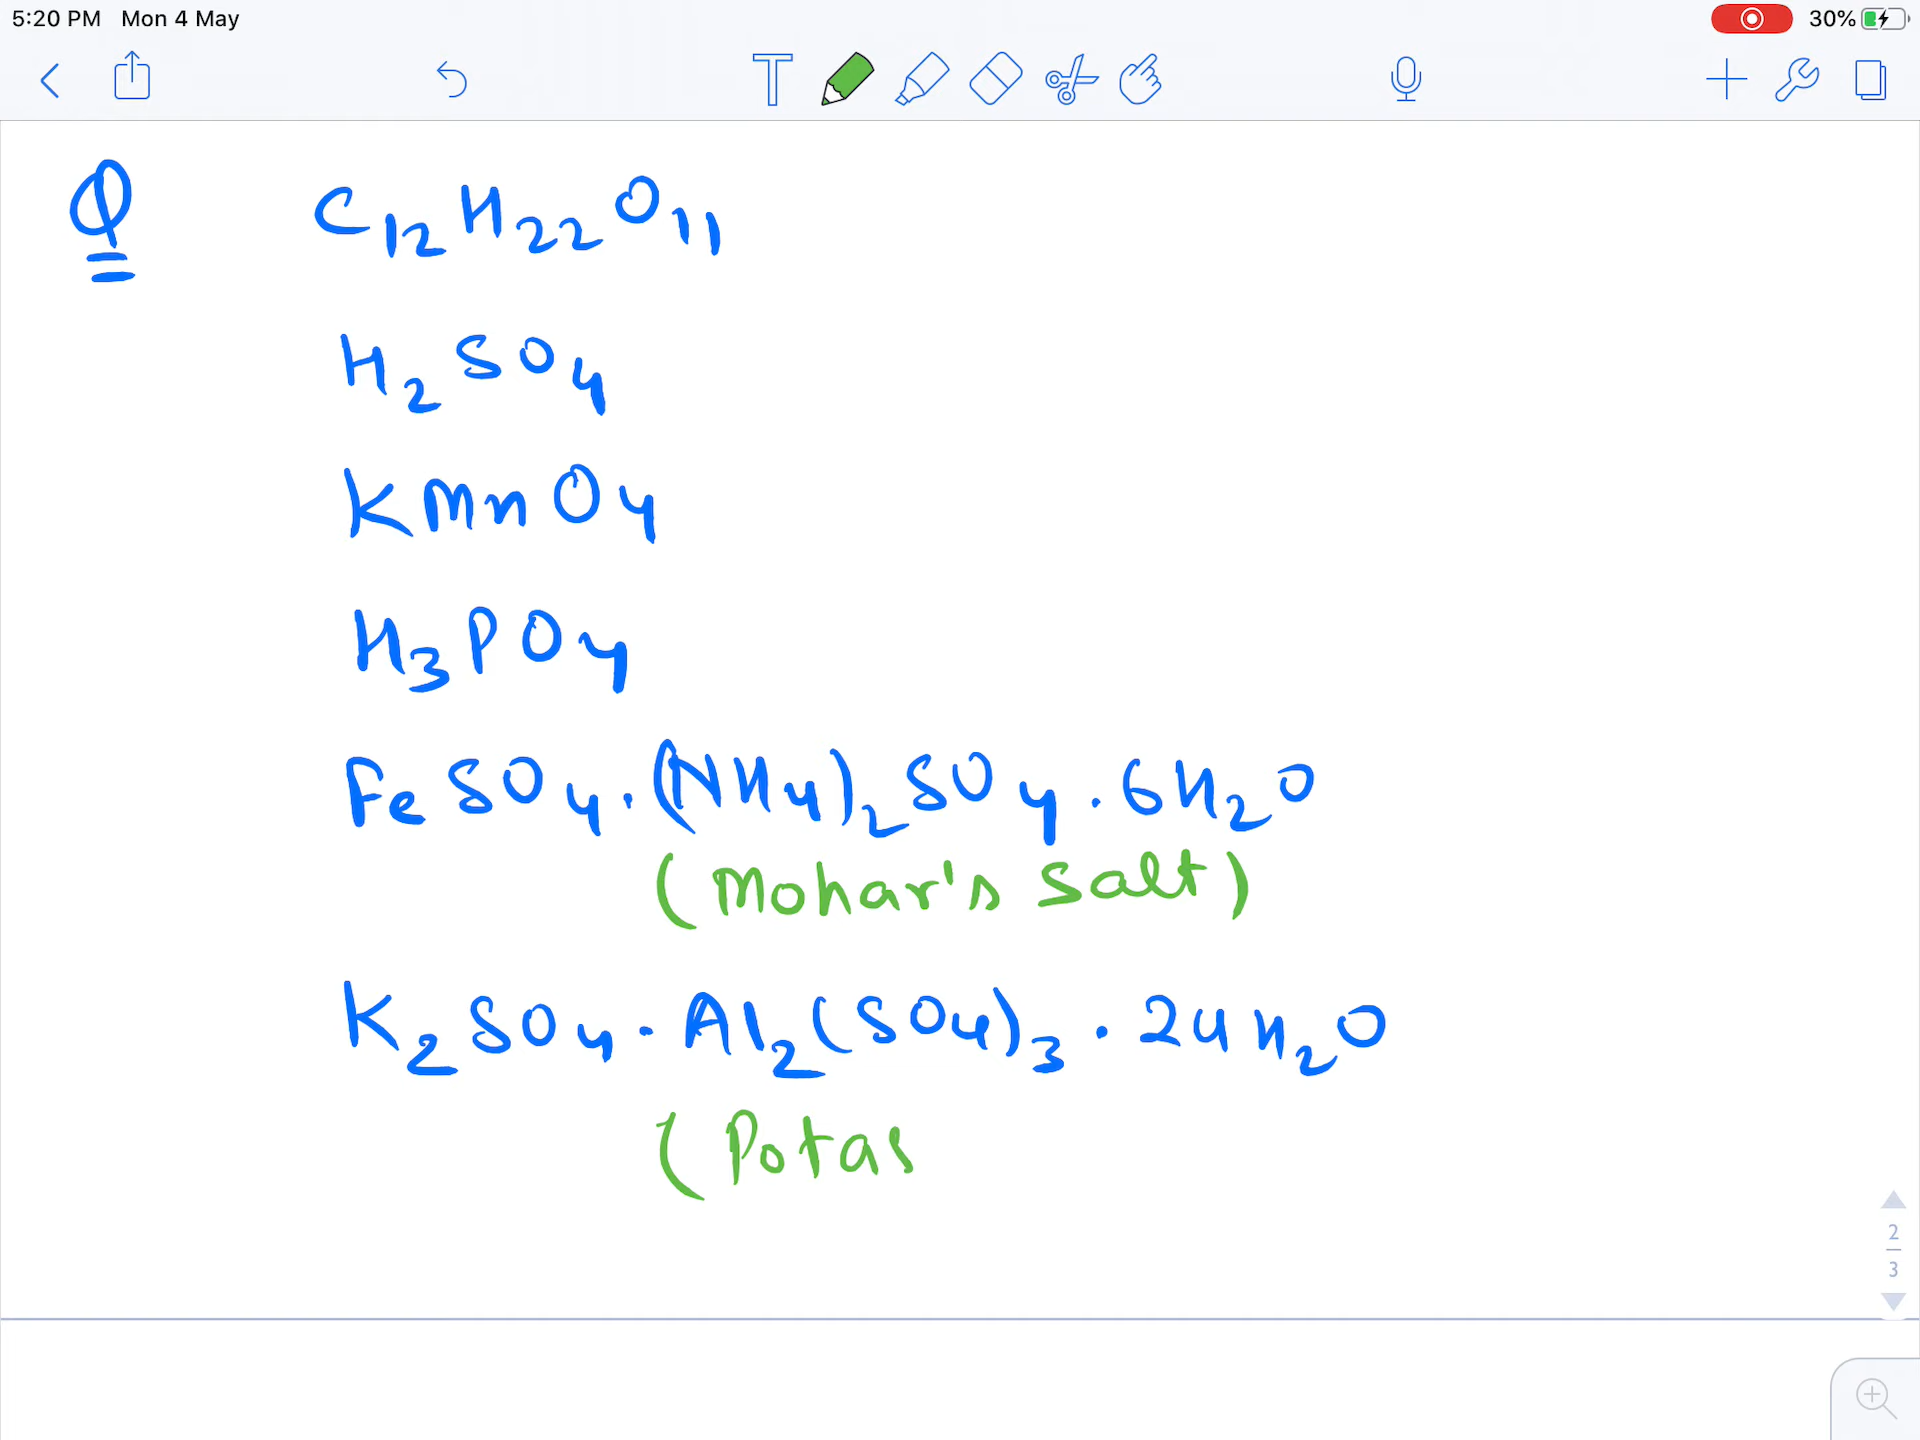 5:20 PM Mon 4 May 30%
T
Q C₁₂H₂₂O₁₁
H₂SO₄
KMnO₄
H₃PO₄
FeSO₄.(NH₄)₂SO₄.6H₂O
(Mohar's Salt)
K₂SO₄.Al₂(SO₄)₃.24H₂O
(Potas
2
3